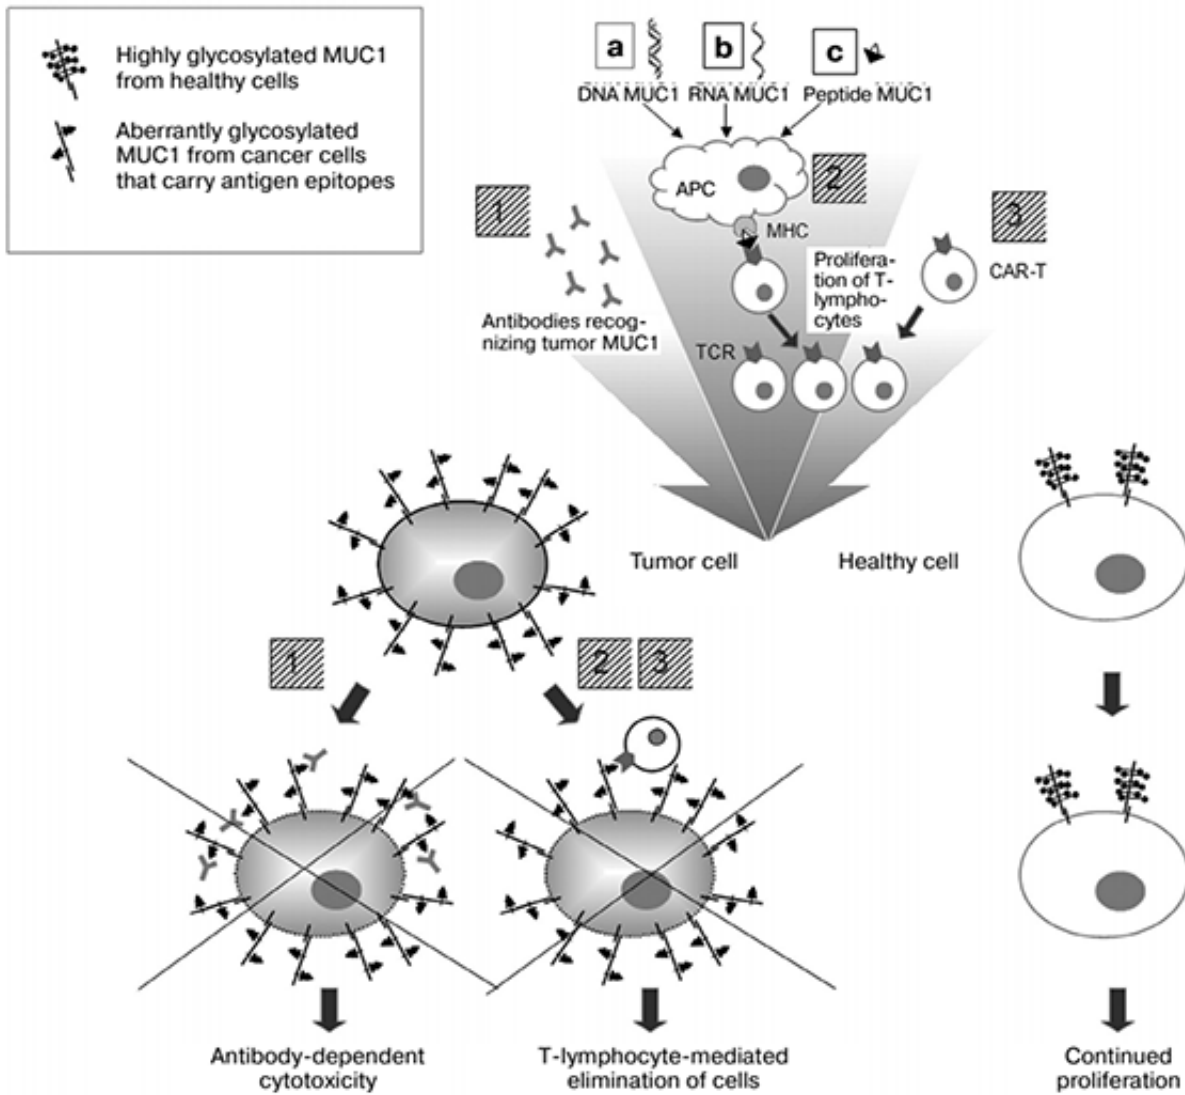 Highly glycosylated MUC1
from healthy cells
Aberrantly glycosylated
MUC1 from cancer cells
that carry antigen epitopes
a
b
c
DNA MUC1
RNA MUC1
Peptide MUC1
APC
2
1
3
MHC
CAR-T
Prolifera-
tion of T-
lympho-
cytes
Antibodies recog-
nizing tumor MUC1
TCR
Tumor cell
Healthy cell
1
2
3
Antibody-dependent
cytotoxicity
T-lymphocyte-mediated
elimination of cells
Continued
proliferation